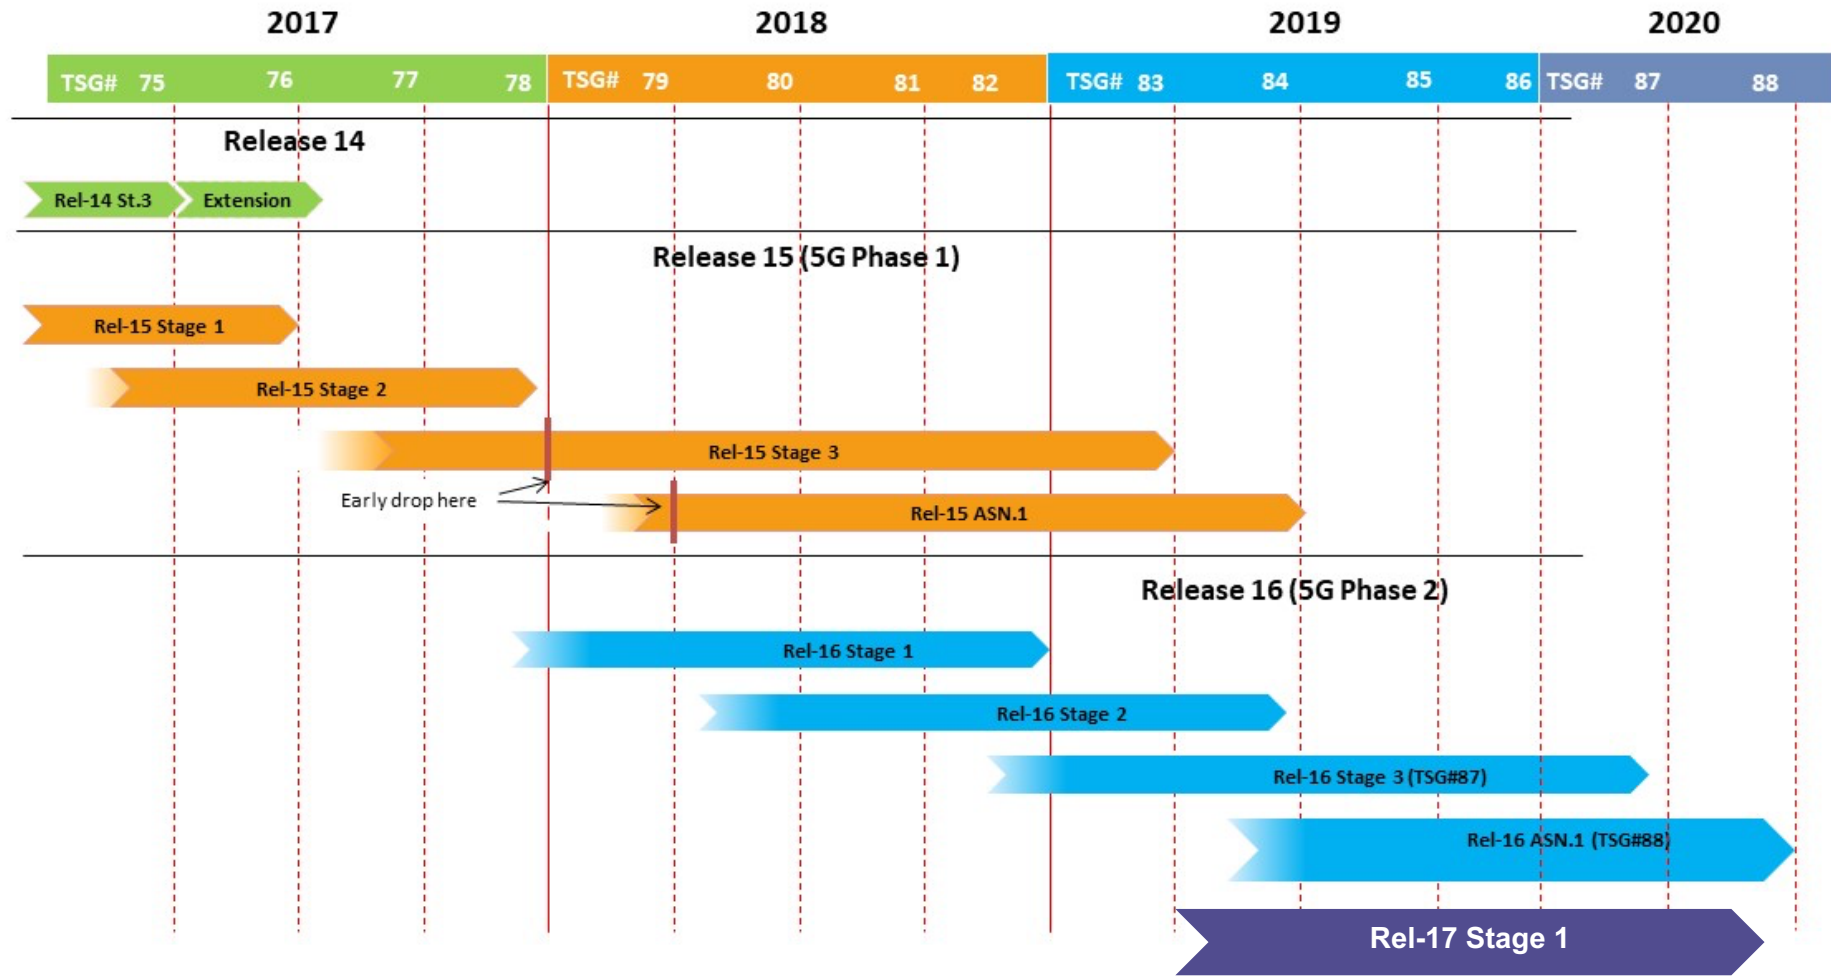 2017 2018 2019 2020
TSG# 75 76 77 78 TSG# 79 80 81 82 TSG# 83 84 85 86 TSG# 87 88
Release 14
Rel-14 St.3 Extension
Release 15 (5G Phase 1)
Rel-15 Stage 1
Rel-15 Stage 2
Rel-15 Stage 3
Early drop here
Rel-15 ASN.1
Release 16 (5G Phase 2)
Rel-16 Stage 1
Rel-16 Stage 2
Rel-16 Stage 3 (TSG#87)
Rel-16 ASN.1 (TSG#88)
Rel-17 Stage 1